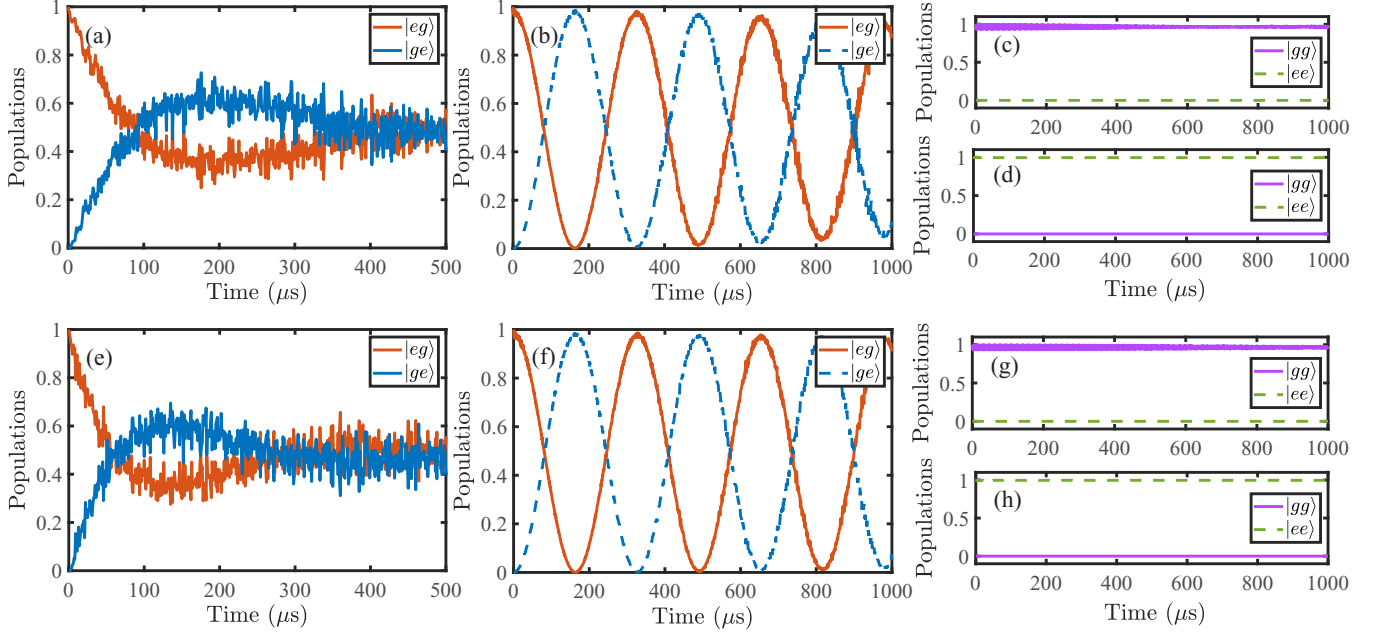 (a)
|eg⟩
|ge⟩
1
0.8
0.6
0.4
0.2
0
Populations
0 100 200 300 400 500
Time (μs)
(b)
|eg⟩
|ge⟩
1
0.8
0.6
0.4
0.2
0
Populations
0 200 400 600 800 1000
Time (μs)
(c)
|gg⟩
|ee⟩
1
0.5
0
Populations
0 200 400 600 800 1000
(d)
|gg⟩
|ee⟩
1
0.5
0
Populations
0 200 400 600 800 1000
Time (μs)
(e)
|eg⟩
|ge⟩
1
0.8
0.6
0.4
0.2
0
Populations
0 100 200 300 400 500
Time (μs)
(f)
|eg⟩
|ge⟩
1
0.8
0.6
0.4
0.2
0
Populations
0 200 400 600 800 1000
Time (μs)
(g)
|gg⟩
|ee⟩
1
0.5
0
Populations
0 200 400 600 800 1000
(h)
|gg⟩
|ee⟩
1
0.5
0
Populations
0 200 400 600 800 1000
Time (μs)